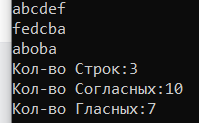 abcdef
fedcba
aboba
Кол-во Строк:3
Кол-во Согласных:10
Кол-во Гласных:7